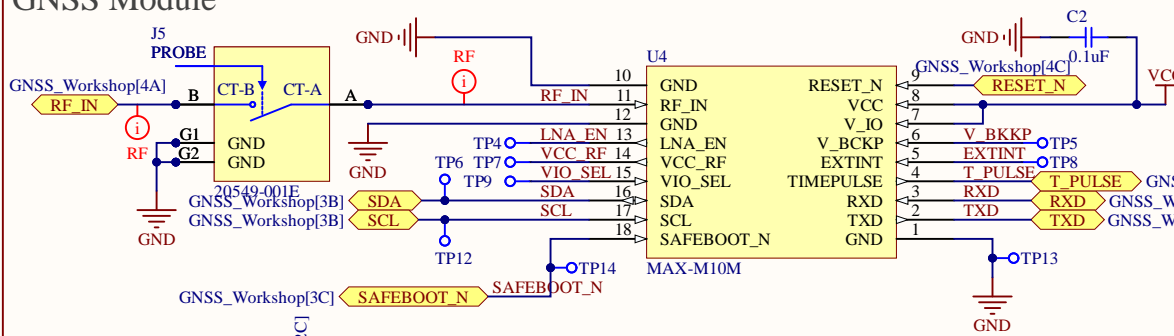 GNSS Module
J5
PROBE
GNSS_Workshop[4A]
RF_IN
B
CT-B
CT-A
A
RF
G1
GND
G2
GND
20549-001E
GND
GND
RF
RF_IN
GND
TP4
LNA_EN
TP6
TP7
VCC_RF
TP9
VIO_SEL
GNSS_Workshop[3B]
SDA
SDA
GNSS_Workshop[3B]
SCL
SCL
TP12
TP14
GNSS_Workshop[3C]
SAFEBOOT_N
SAFEBOOT_N
U4
10
GND
11
RF_IN
12
GND
13
LNA_EN
14
VCC_RF
15
VIO_SEL
16
SDA
17
SCL
18
SAFEBOOT_N
MAX-M10M
RESET_N
9
VCC
8
V_IO
7
V_BCKP
6
EXTINT
5
TIMEPULSE
4
RXD
3
TXD
2
GND
1
C2
GND
0.1uF
GNSS_Workshop[4C]
RESET_N
VCC
V_BKKP
TP5
EXTINT
TP8
T_PULSE
T_PULSE
GNS
RXD
RXD
GNSS_W
TXD
TXD
GNSS_W
TP13
GND